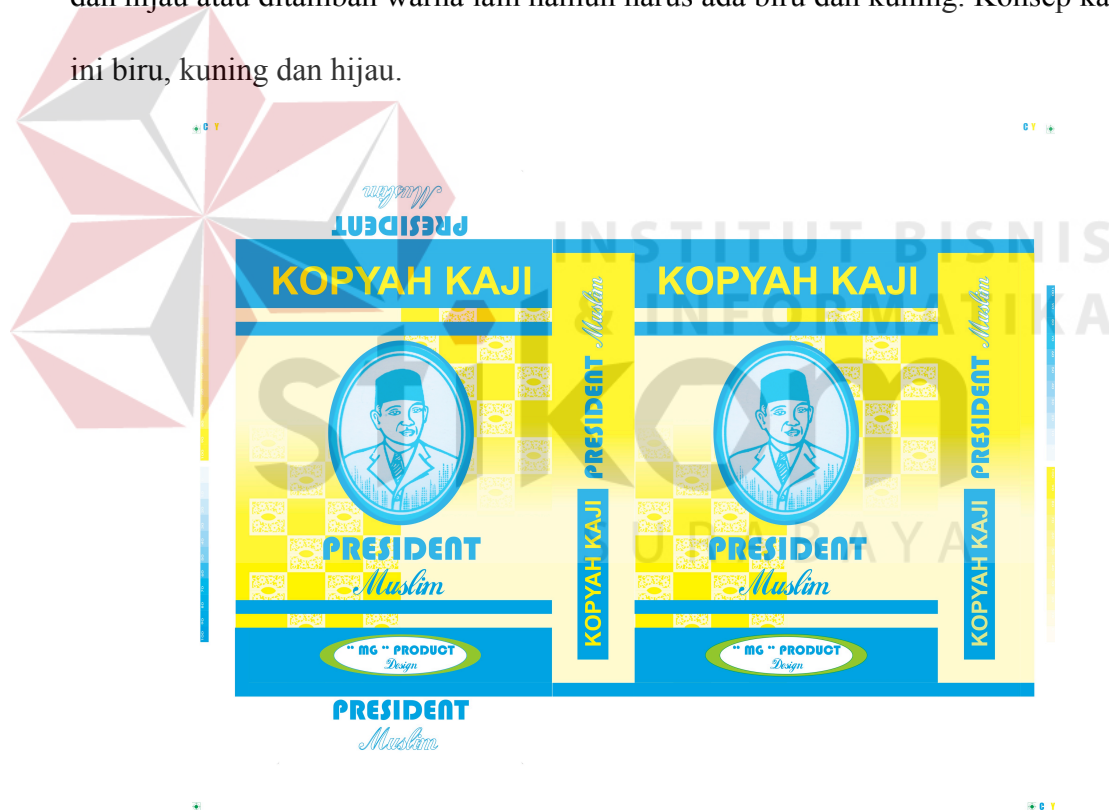 dan hijau atau ditambah warna lain namun harus ada biru dan kuning. Konsep
ini biru, kuning dan hijau.
C Y
C Y
Muslim
PRESIDENT
INSTITUT BISNIS
& INFORMATIKA
stikom
SURABAYA
KOPYAH KAJI
PRESIDENT
Muslim
" MG " PRODUCT
Design
PRESIDENT Muslim
KOPYAH KAJI
KOPYAH KAJI
PRESIDENT
Muslim
" MG " PRODUCT
Design
PRESIDENT Muslim
KOPYAH KAJI
PRESIDENT
Muslim
C Y